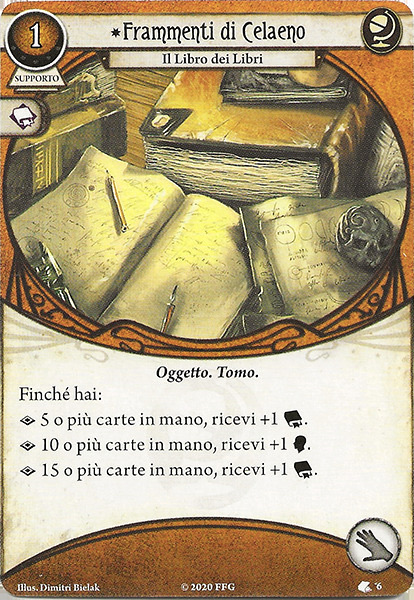 1
SUPPORTO
*Frammenti di Celaeno
Il Libro dei Libri
Oggetto. Tomo.
Finché hai:
5 o più carte in mano, ricevi +1 .
10 o più carte in mano, ricevi +1 .
15 o più carte in mano, ricevi +1 .
Illus. Dimitri Bielak
© 2020 FFG
6